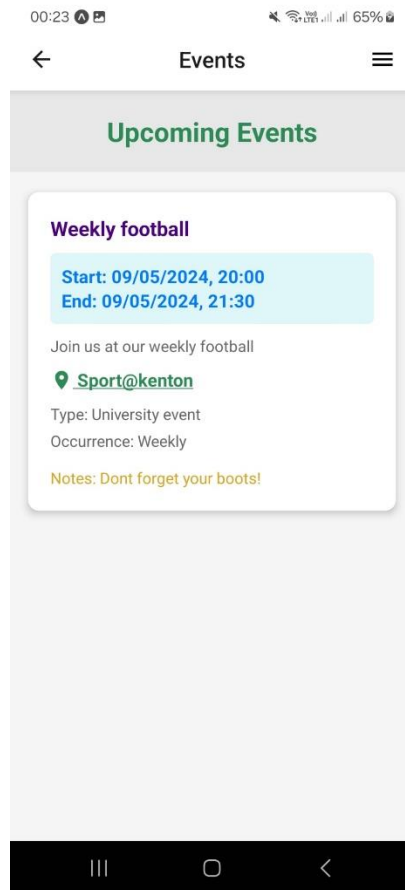 00:23 65%
Events
Upcoming Events
Weekly football
Start: 09/05/2024, 20:00
End: 09/05/2024, 21:30
Join us at our weekly football
Sport@kenton
Type: University event
Occurrence: Weekly
Notes: Dont forget your boots!